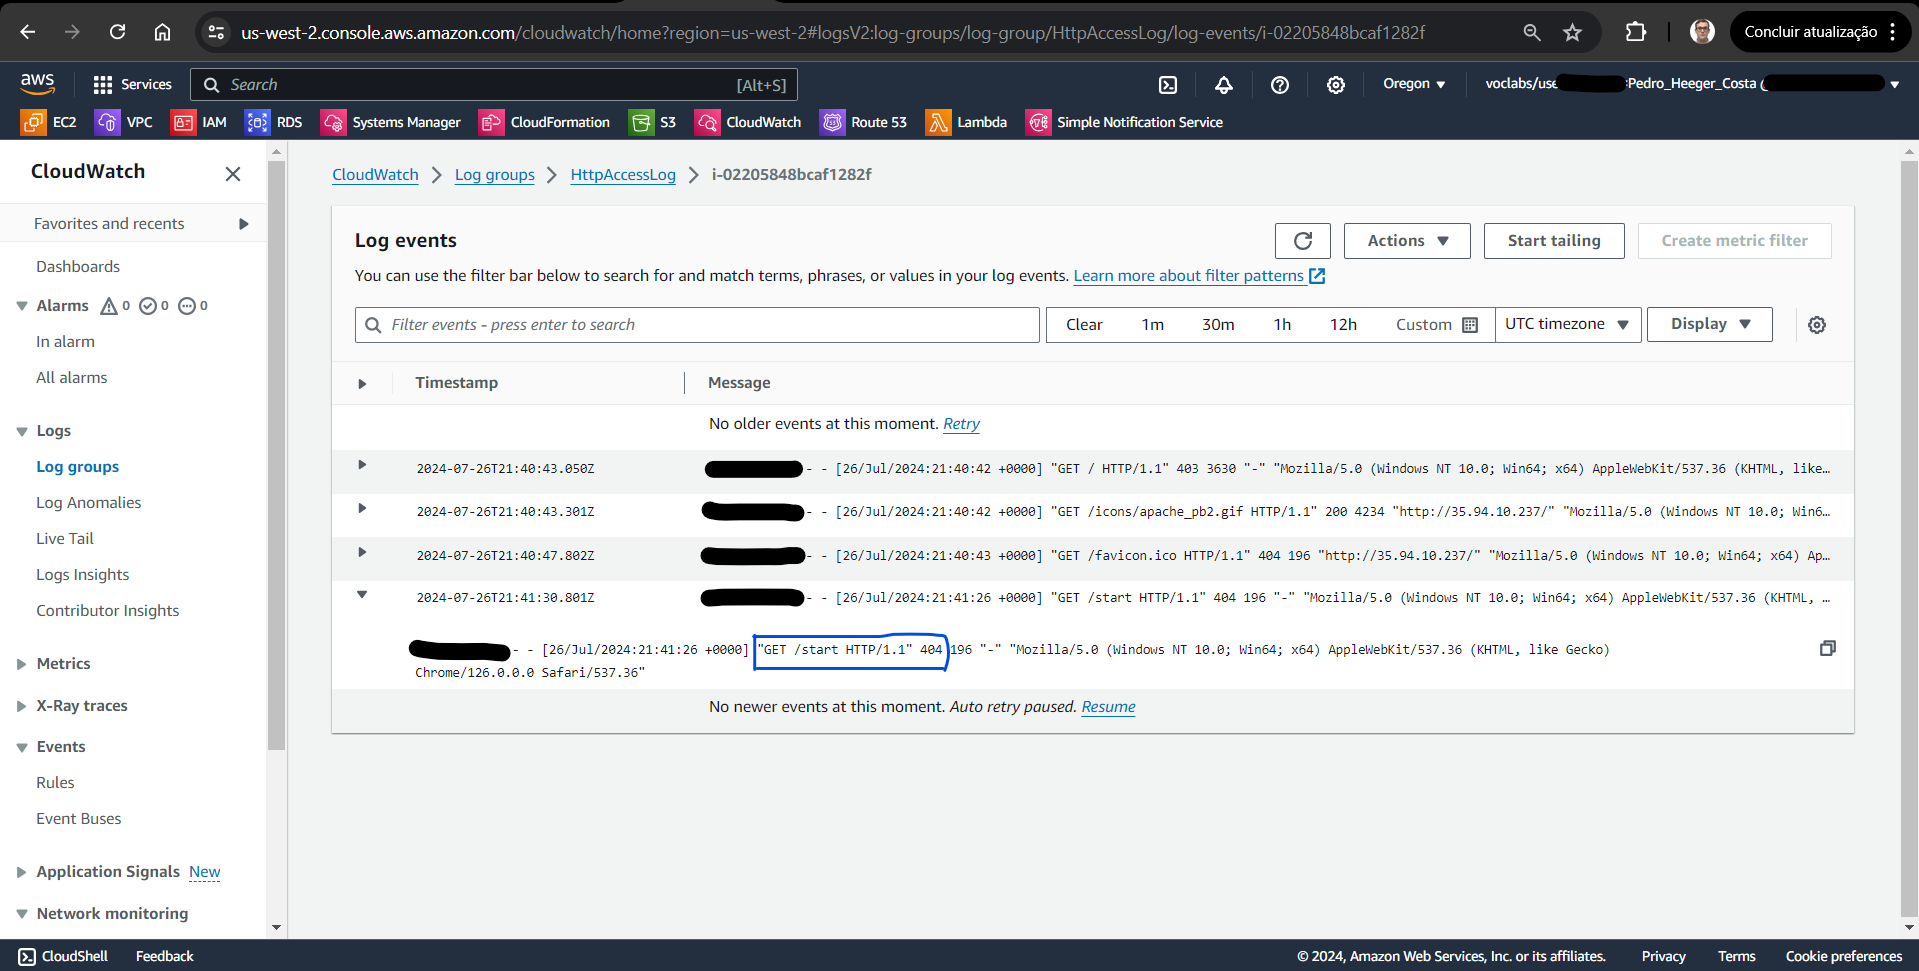 us-west-2.console.aws.amazon.com/cloudwatch/home?region=us-west-2#logsV2:log-groups/log-group/HttpAccessLog/log-events/i-02205848bcaf1282f
Concluir atualização
aws
Services
Search
[Alt+S]
Oregon
voclabs/use
Pedro_Heeger_Costa
EC2
VPC
IAM
RDS
Systems Manager
CloudFormation
S3
CloudWatch
Route 53
Lambda
Simple Notification Service
CloudWatch
Favorites and recents
Dashboards
Alarms 0 0 0
In alarm
All alarms
Logs
Log groups
Log Anomalies
Live Tail
Logs Insights
Contributor Insights
Metrics
X-Ray traces
Events
Rules
Event Buses
Application Signals New
Network monitoring
CloudWatch
Log groups
HttpAccessLog
i-02205848bcaf1282f
Log events
Actions
Start tailing
Create metric filter
You can use the filter bar below to search for and match terms, phrases, or values in your log events. Learn more about filter patterns
Filter events - press enter to search
Clear
1m
30m
1h
12h
Custom
UTC timezone
Display
Timestamp
Message
No older events at this moment. Retry
2024-07-26T21:40:43.050Z
- - [26/Jul/2024:21:40:42 +0000] "GET / HTTP/1.1" 403 3630 "-" "Mozilla/5.0 (Windows NT 10.0; Win64; x64) AppleWebKit/537.36 (KHTML, like…
2024-07-26T21:40:43.301Z
- - [26/Jul/2024:21:40:42 +0000] "GET /icons/apache_pb2.gif HTTP/1.1" 200 4234 "http://35.94.10.237/" "Mozilla/5.0 (Windows NT 10.0; Win6…
2024-07-26T21:40:47.802Z
- - [26/Jul/2024:21:40:43 +0000] "GET /favicon.ico HTTP/1.1" 404 196 "http://35.94.10.237/" "Mozilla/5.0 (Windows NT 10.0; Win64; x64) Ap…
2024-07-26T21:41:30.801Z
- - [26/Jul/2024:21:41:26 +0000] "GET /start HTTP/1.1" 404 196 "-" "Mozilla/5.0 (Windows NT 10.0; Win64; x64) AppleWebKit/537.36 (KHTML, …
- - [26/Jul/2024:21:41:26 +0000] "GET /start HTTP/1.1" 404 196 "-" "Mozilla/5.0 (Windows NT 10.0; Win64; x64) AppleWebKit/537.36 (KHTML, like Gecko)
Chrome/126.0.0.0 Safari/537.36"
No newer events at this moment. Auto retry paused. Resume
CloudShell
Feedback
© 2024, Amazon Web Services, Inc. or its affiliates.
Privacy
Terms
Cookie preferences